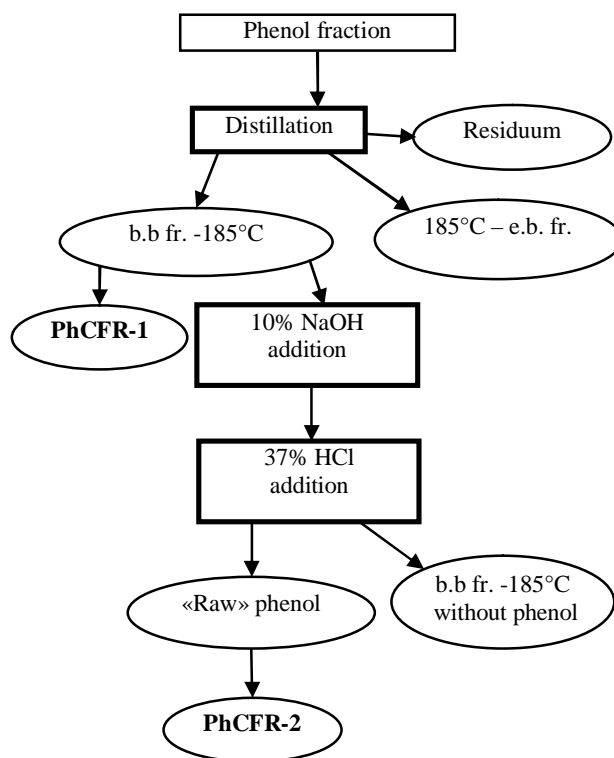 Phenol fraction
Distillation
Residuum
b.b fr. -185°C
185°C – e.b. fr.
PhCFR-1
10% NaOH
addition
37% HCl
addition
«Raw» phenol
b.b fr. -185°C
without phenol
PhCFR-2